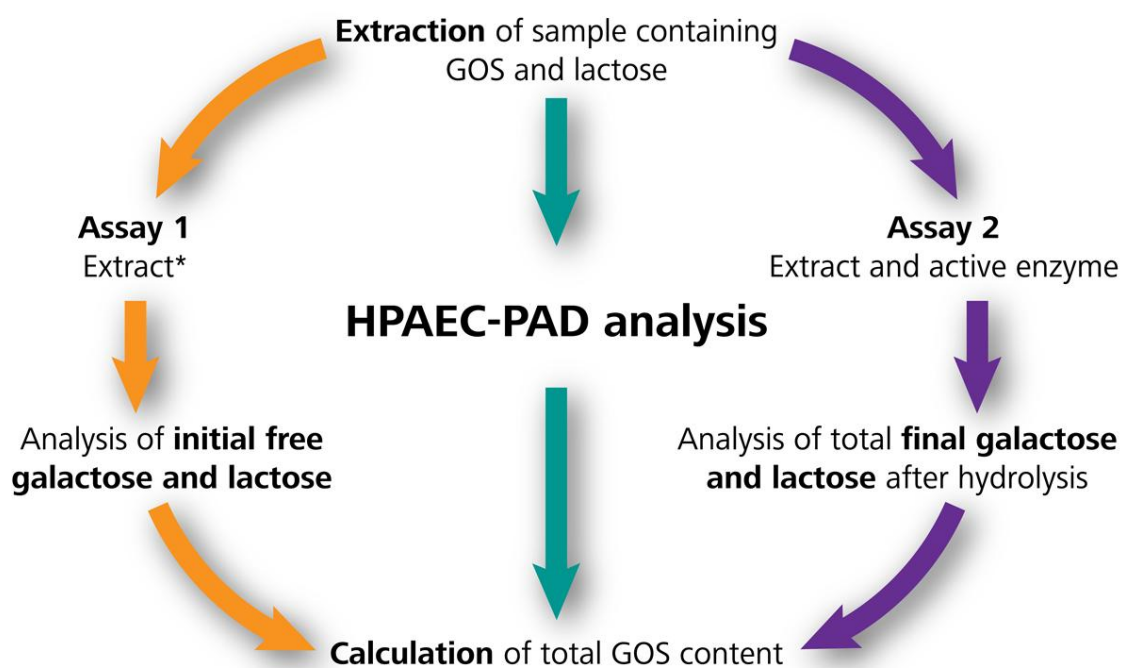 Extraction of sample containing
GOS and lactose
Assay 1
Extract*
Assay 2
Extract and active enzyme
HPAEC-PAD analysis
Analysis of initial free
galactose and lactose
Analysis of total final galactose
and lactose after hydrolysis
Calculation of total GOS content